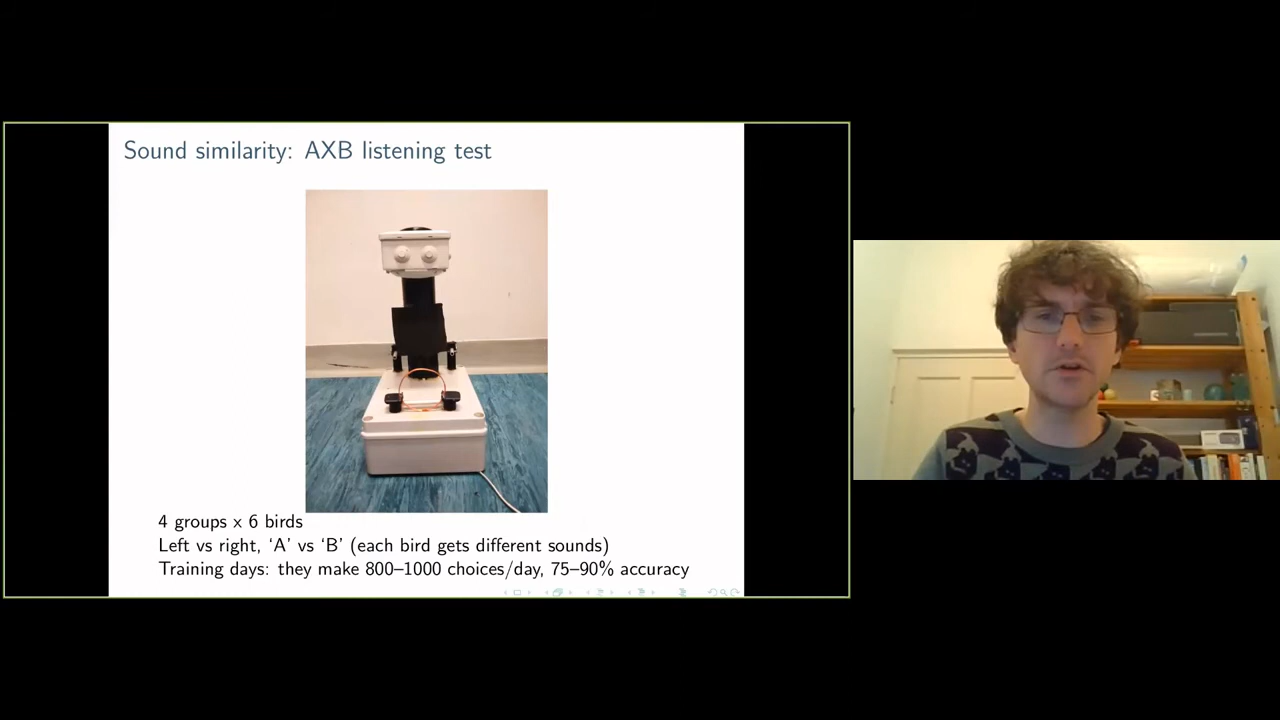 Sound similarity: AXB listening test
4 groups x 6 birds
Left vs right, ‘A’ vs ‘B’ (each bird gets different sounds)
Training days: they make 800–1000 choices/day, 75–90% accuracy